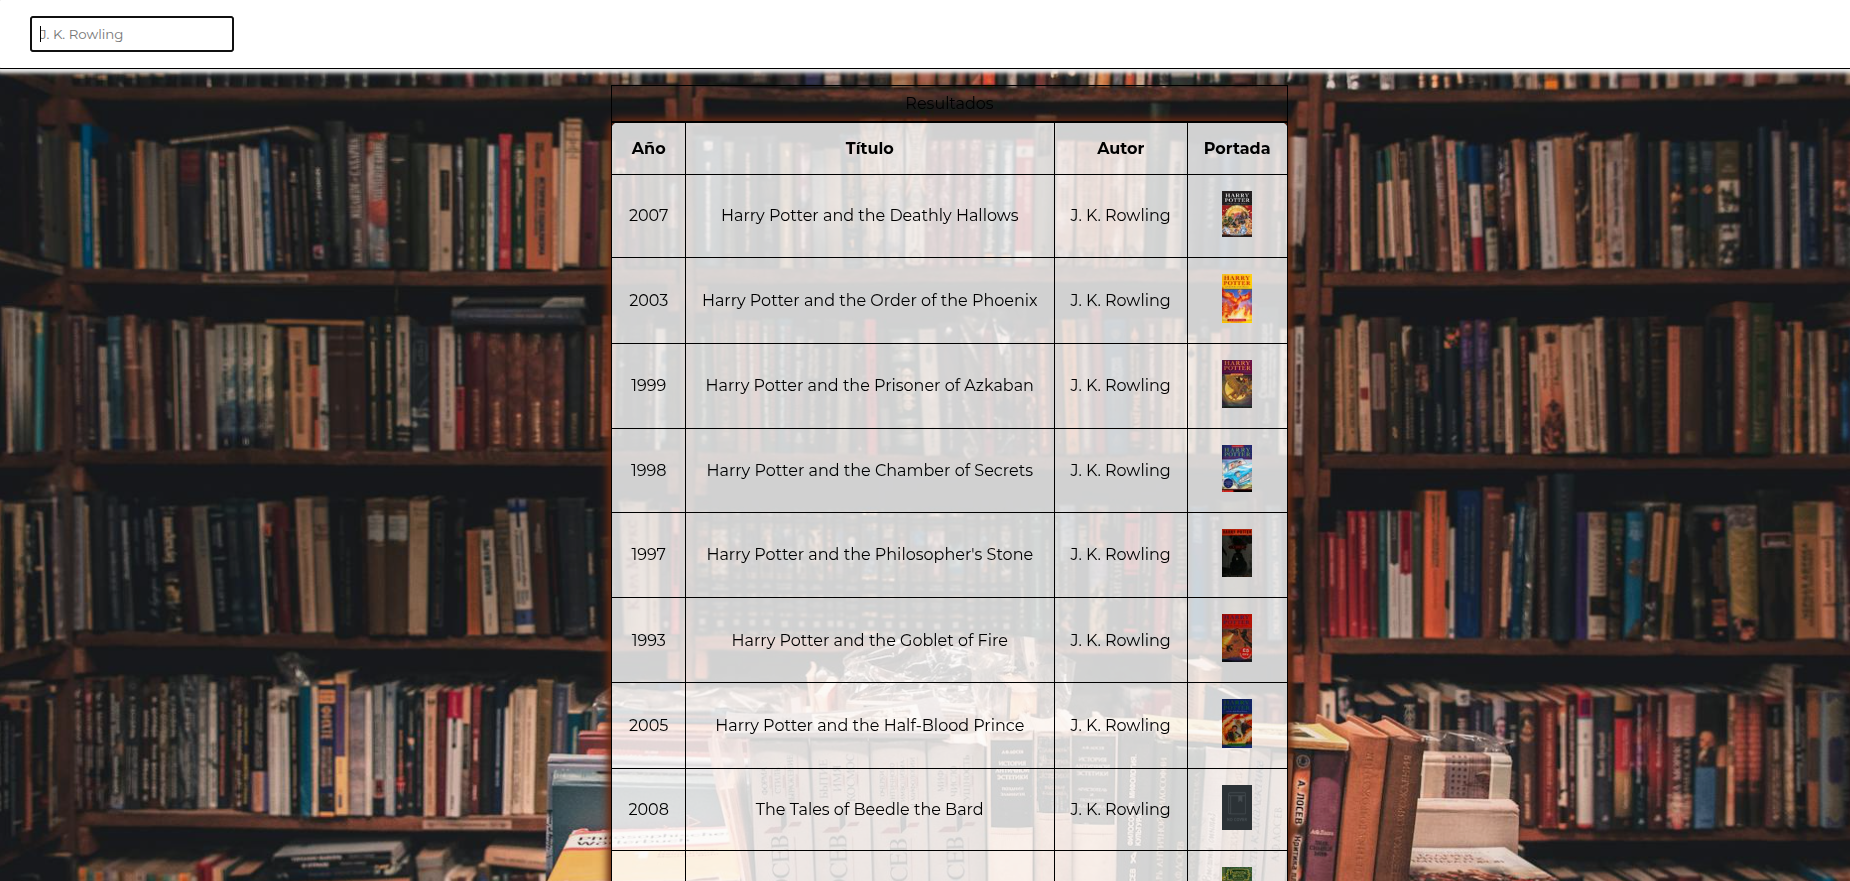 J. K. Rowling
Resultados
Año Título Autor Portada
2007 Harry Potter and the Deathly Hallows J. K. Rowling
HARRY
POTTER
2003 Harry Potter and the Order of the Phoenix J. K. Rowling
HARRY
POTTER
1999 Harry Potter and the Prisoner of Azkaban J. K. Rowling
HARRY
POTTER
1998 Harry Potter and the Chamber of Secrets J. K. Rowling
HARRY
POTTER
1997 Harry Potter and the Philosopher's Stone J. K. Rowling
1993 Harry Potter and the Goblet of Fire J. K. Rowling
2005 Harry Potter and the Half-Blood Prince J. K. Rowling
2008 The Tales of Beedle the Bard J. K. Rowling